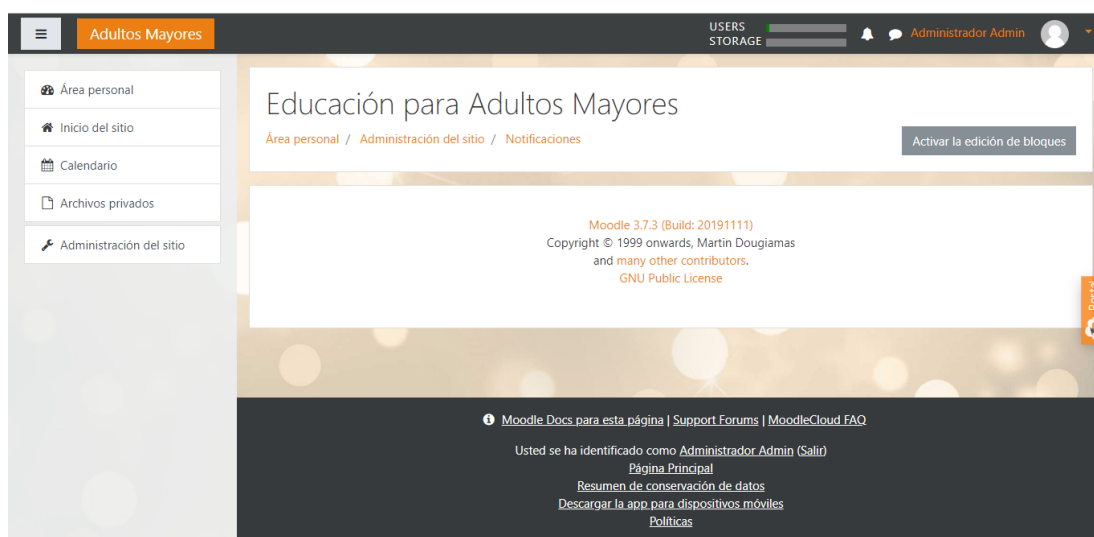 Adultos Mayores
USERS
STORAGE
Administrador Admin
Área personal
Inicio del sitio
Calendario
Archivos privados
Administración del sitio
Educación para Adultos Mayores
Área personal / Administración del sitio / Notificaciones
Activar la edición de bloques
Moodle 3.7.3 (Build: 20191111)
Copyright © 1999 onwards, Martin Dougiamas
and many other contributors.
GNU Public License
Portal
Moodle Docs para esta página | Support Forums | MoodleCloud FAQ
Usted se ha identificado como Administrador Admin (Salir)
Página Principal
Resumen de conservación de datos
Descargar la app para dispositivos móviles
Políticas